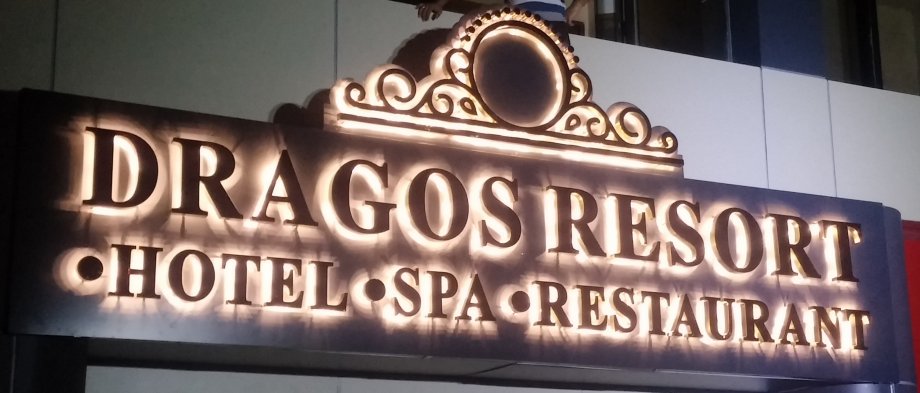 DRAGOS RESORT
•HOTEL •SPA •RESTAURANT